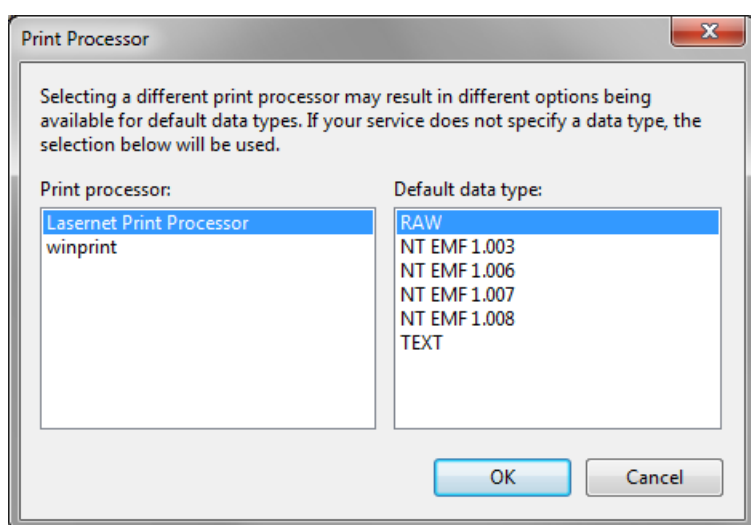 Print Processor
Selecting a different print processor may result in different options being
available for default data types. If your service does not specify a data type, the
selection below will be used.
Print processor:
Default data type:
Lasernet Print Processor
winprint
RAW
NT EMF 1.003
NT EMF 1.006
NT EMF 1.007
NT EMF 1.008
TEXT
OK
Cancel